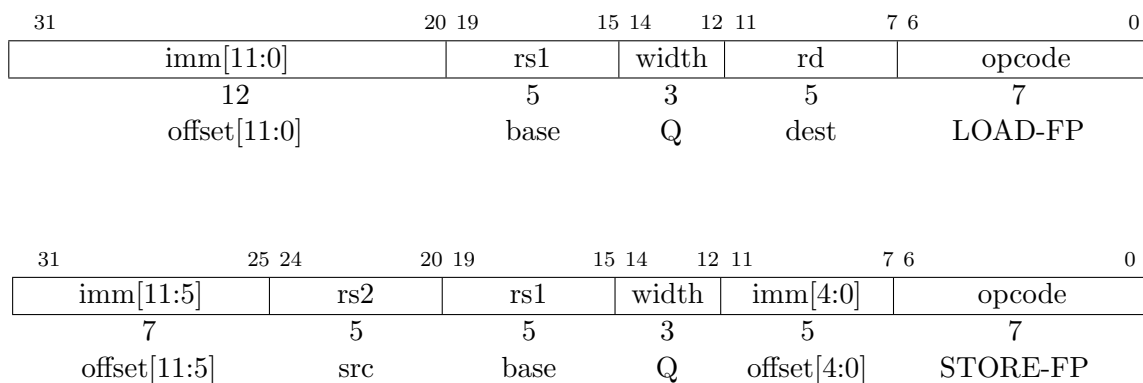 31 20 19 15 14 12 11 7 6 0
imm[11:0] rs1 width rd opcode
12 5 3 5 7
offset[11:0] base Q dest LOAD-FP
31 25 24 20 19 15 14 12 11 7 6 0
imm[11:5] rs2 rs1 width imm[4:0] opcode
7 5 5 3 5 7
offset[11:5] src base Q offset[4:0] STORE-FP